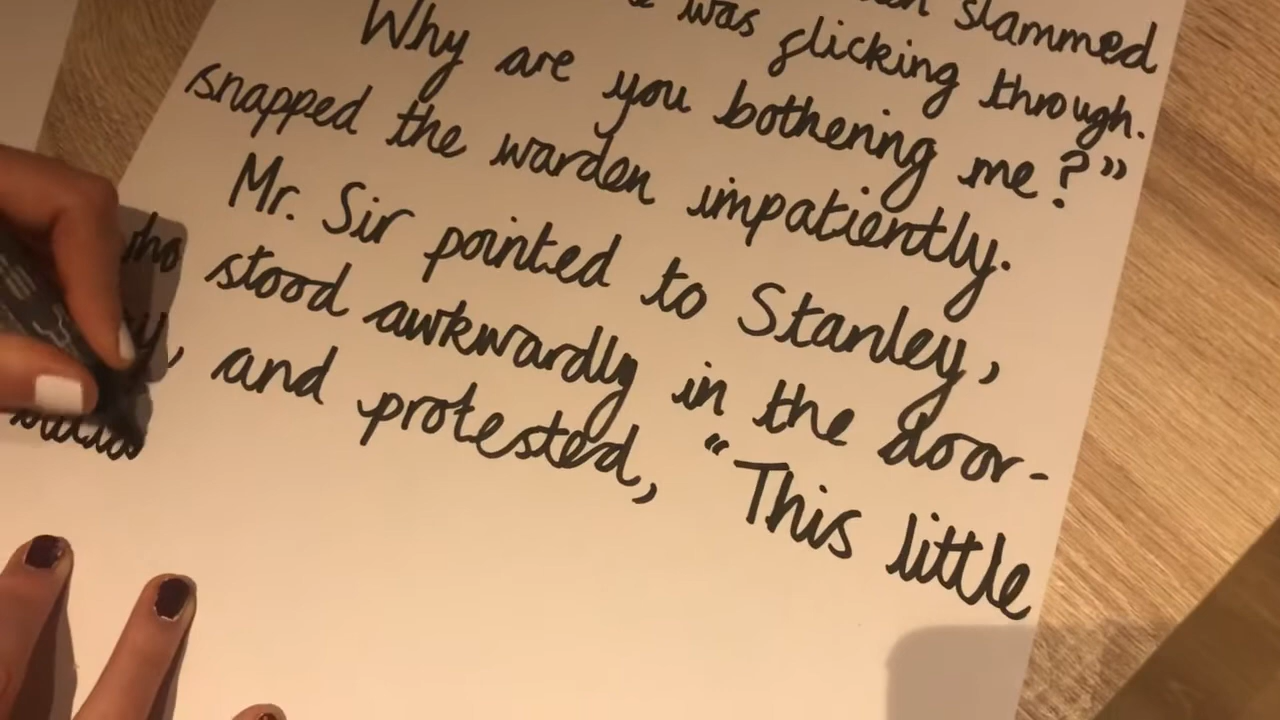 slammed
was flicking through.
Why are you bothering me?”
snapped the warden impatiently.
Mr. Sir pointed to Stanley,
stood awkwardly in the door-
and protested, “This little